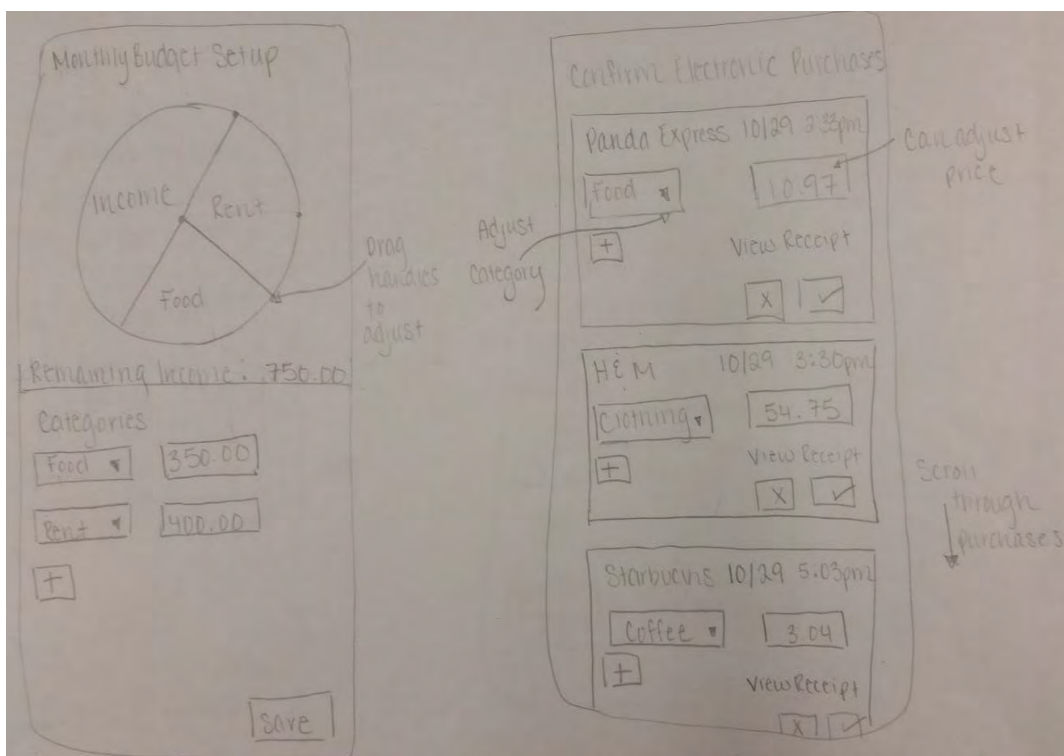 Monthly Budget Setup
Income
Rent
Food
Drag
handles
to
adjust
Remaining Income: 750.00
Categories
Food
350.00
Rent
400.00
+
Save
Confirm Electronic Purchases
Panda Express 10/29 2:33pm
Food
10.97
Can adjust
price
Adjust
Category
+
View Receipt
X
H&M 10/29 3:30pm
Clothing
54.75
+
View Receipt
X
Scroll
through
purchases
Starbucks 10/29 5:03pm
Coffee
3.04
+
View Receipt
X